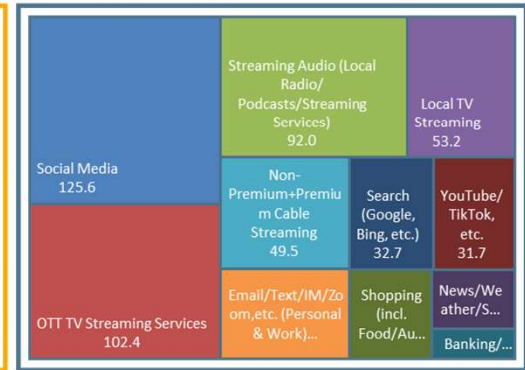 Social Media
125.6
OTT TV Streaming Services
102.4
Streaming Audio (Local
Radio/
Podcasts/Streaming
Services)
92.0
Local TV
Streaming
53.2
Non-
Premium+Premiu
m Cable
Streaming
49.5
Search
(Google,
Bing, etc.)
32.7
YouTube/
TikTok,
etc.
31.7
Email/Text/IM/Zo
om,etc. (Personal
& Work)...
Shopping
(incl.
Food/Au...
News/We
ather/S...
Banking/...